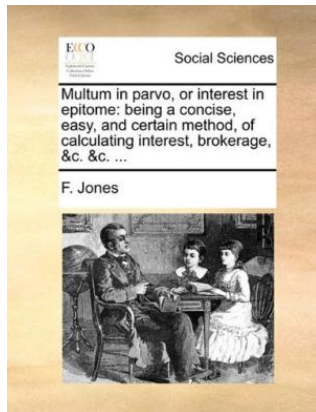 ECCO
Social Sciences
Multum in parvo, or interest in
epitome: being a concise,
easy, and certain method, of
calculating interest, brokerage,
&c. &c. ...
F. Jones